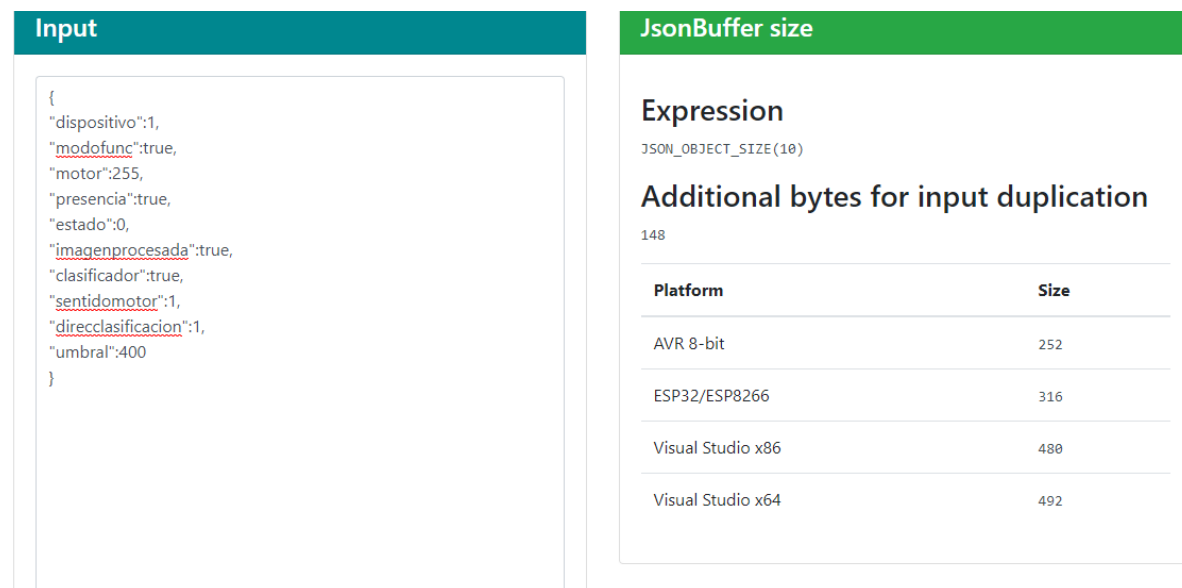 Input
{
"dispositivo":1,
"modofunc":true,
"motor":255,
"presencia":true,
"estado":0,
"imagenprocesada":true,
"clasificador":true,
"sentidomotor":1,
"direcclasificacion":1,
"umbral":400
}
JsonBuffer size
Expression
JSON_OBJECT_SIZE(10)
Additional bytes for input duplication
148
Platform Size
AVR 8-bit 252
ESP32/ESP8266 316
Visual Studio x86 480
Visual Studio x64 492